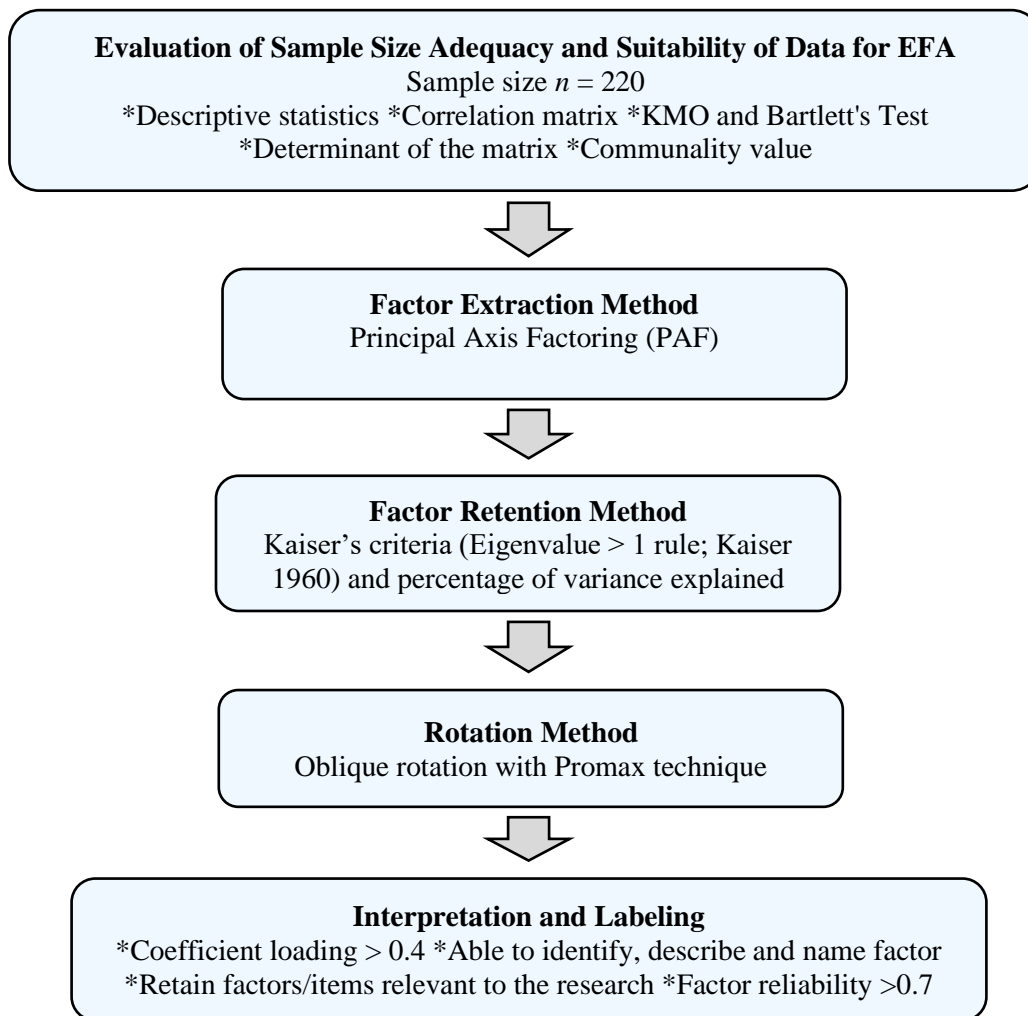 Evaluation of Sample Size Adequacy and Suitability of Data for EFA
Sample size n = 220
*Descriptive statistics *Correlation matrix *KMO and Bartlett's Test
*Determinant of the matrix *Communality value
Factor Extraction Method
Principal Axis Factoring (PAF)
Factor Retention Method
Kaiser’s criteria (Eigenvalue > 1 rule; Kaiser
1960) and percentage of variance explained
Rotation Method
Oblique rotation with Promax technique
Interpretation and Labeling
*Coefficient loading > 0.4 *Able to identify, describe and name factor
*Retain factors/items relevant to the research *Factor reliability >0.7